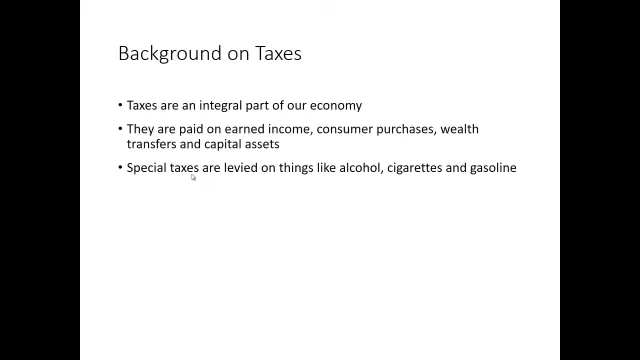 Background on Taxes
• Taxes are an integral part of our economy
• They are paid on earned income, consumer purchases, wealth
transfers and capital assets
• Special taxes are levied on things like alcohol, cigarettes and gasoline